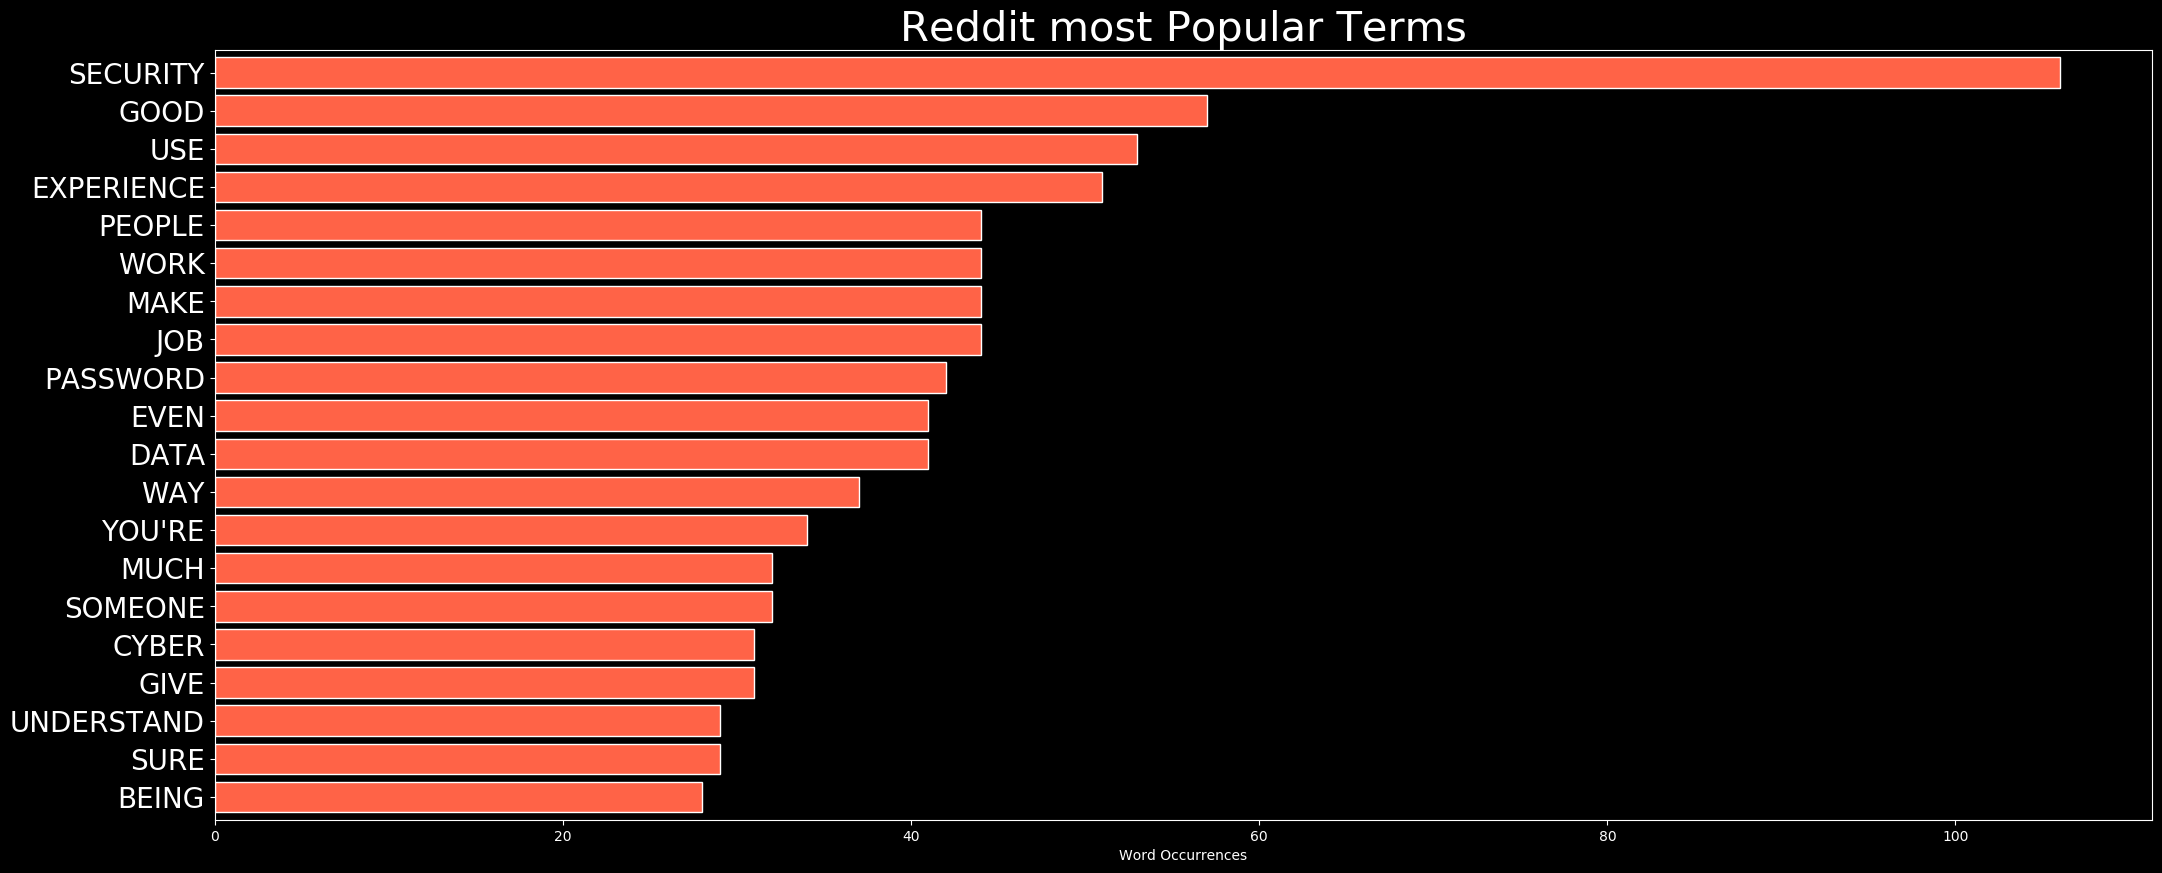 Reddit most Popular Terms
SECURITY
GOOD
USE
EXPERIENCE
PEOPLE
WORK
MAKE
JOB
PASSWORD
EVEN
DATA
WAY
YOU'RE
MUCH
SOMEONE
CYBER
GIVE
UNDERSTAND
SURE
BEING
0 20 40 60 80 100
Word Occurrences